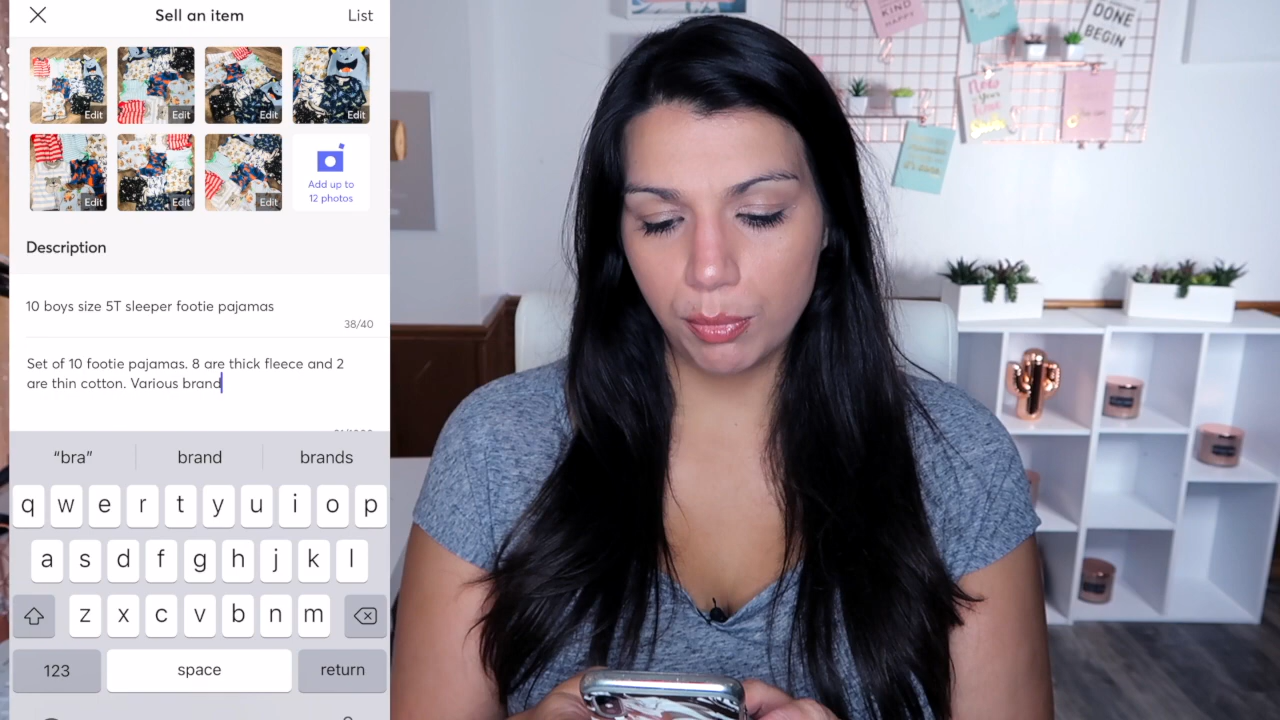 Sell an item
List
Edit
Edit
Edit
Edit
Edit
Edit
Edit
Add up to
12 photos
Description
10 boys size 5T sleeper footie pajamas
38/40
Set of 10 footie pajamas. 8 are thick fleece and 2
are thin cotton. Various brand
“bra”
brand
brands
q w e r t y u i o p
a s d f g h j k l
z x c v b n m
123
space
return
KIND
HAPPY
DONE
BEGIN